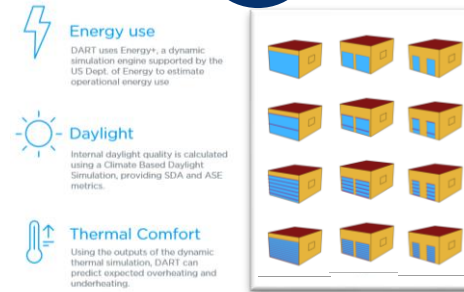 Energy use
DART uses Energy+, a dynamic
simulation engine supported by the
US Dept. of Energy to estimate
operational energy use
Daylight
Internal daylight quality is calculated
using a Climate Based Daylight
Simulation, providing SDA and ASE
metrics.
Thermal Comfort
Using the outputs of the dynamic
thermal simulation, DART can
predict expected overheating and
underheating.